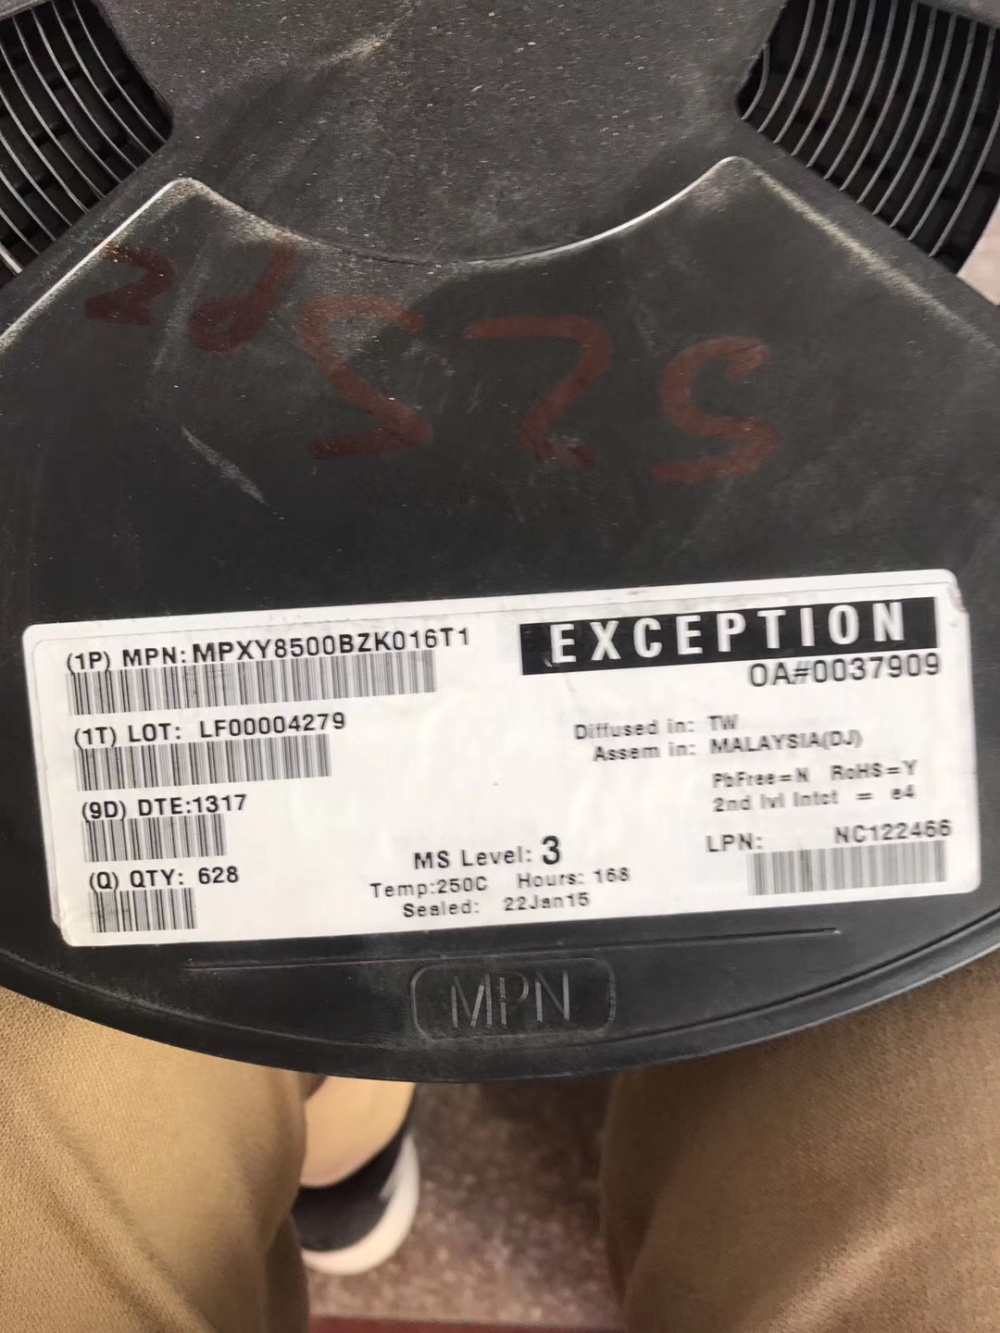 525
(1P) MPN: MPXY8500BZK016T1
EXCEPTION
OA#0037909
(1T) LOT: LF00004279
Diffused in: TW
Assem in: MALAYSIA(DJ)
(9D) DTE:1317
PbFree=N RoHS=Y
2nd lvl Intct = e4
(Q) QTY: 628
MS Level: 3
Temp:250C Hours: 168
Sealed: 22Jan15
LPN: NC122466
MPN